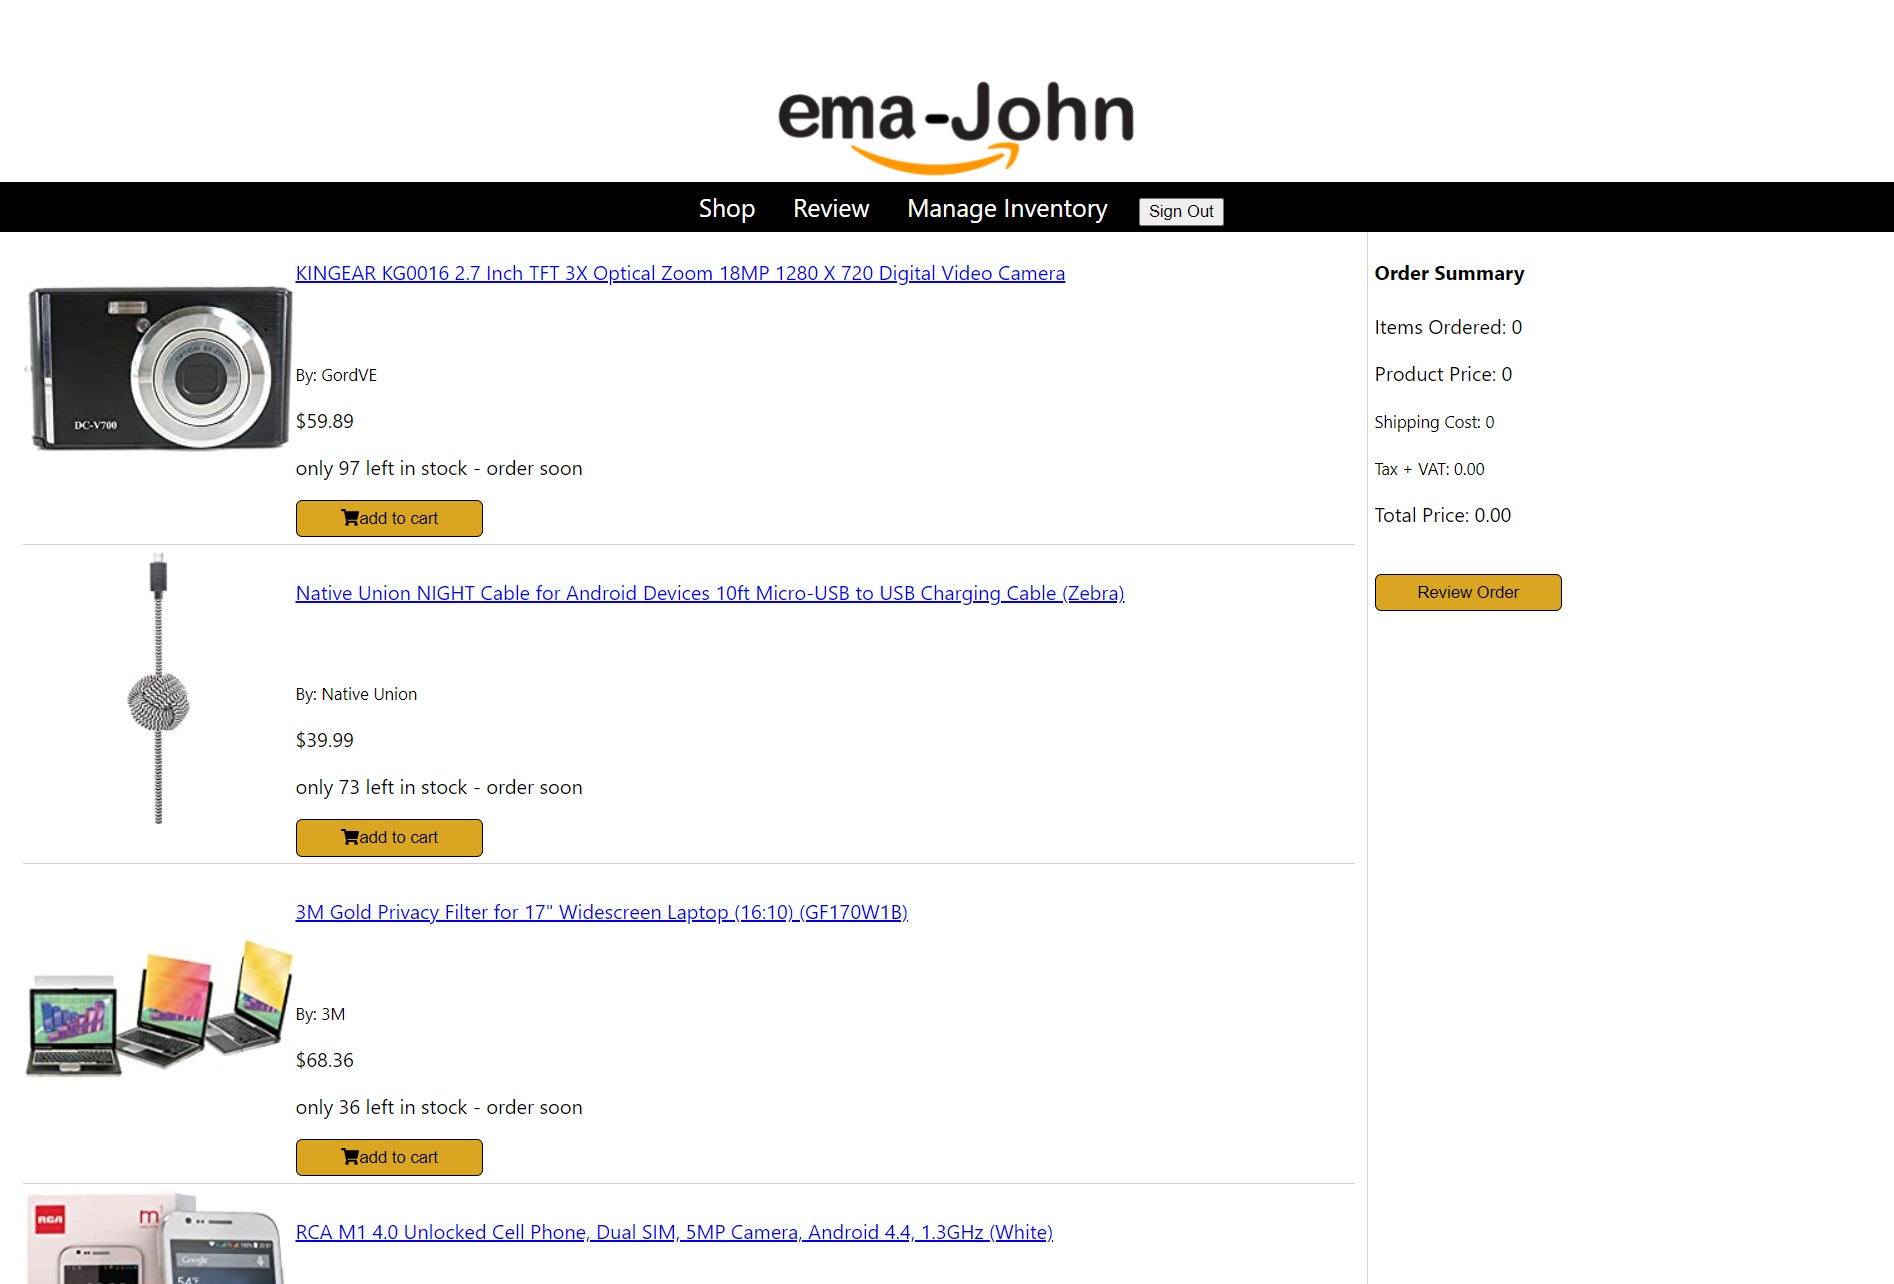 ema-John
Shop Review Manage Inventory Sign Out
KINGEAR KG0016 2.7 Inch TFT 3X Optical Zoom 18MP 1280 X 720 Digital Video Camera
DC-V700
By: GordVE
$59.89
only 97 left in stock - order soon
add to cart
Native Union NIGHT Cable for Android Devices 10ft Micro-USB to USB Charging Cable (Zebra)
By: Native Union
$39.99
only 73 left in stock - order soon
add to cart
3M Gold Privacy Filter for 17" Widescreen Laptop (16:10) (GF170W1B)
By: 3M
$68.36
only 36 left in stock - order soon
add to cart
RCA M1 4.0 Unlocked Cell Phone, Dual SIM, 5MP Camera, Android 4.4, 1.3GHz (White)
RCA
m1
Google
Order Summary
Items Ordered: 0
Product Price: 0
Shipping Cost: 0
Tax + VAT: 0.00
Total Price: 0.00
Review Order